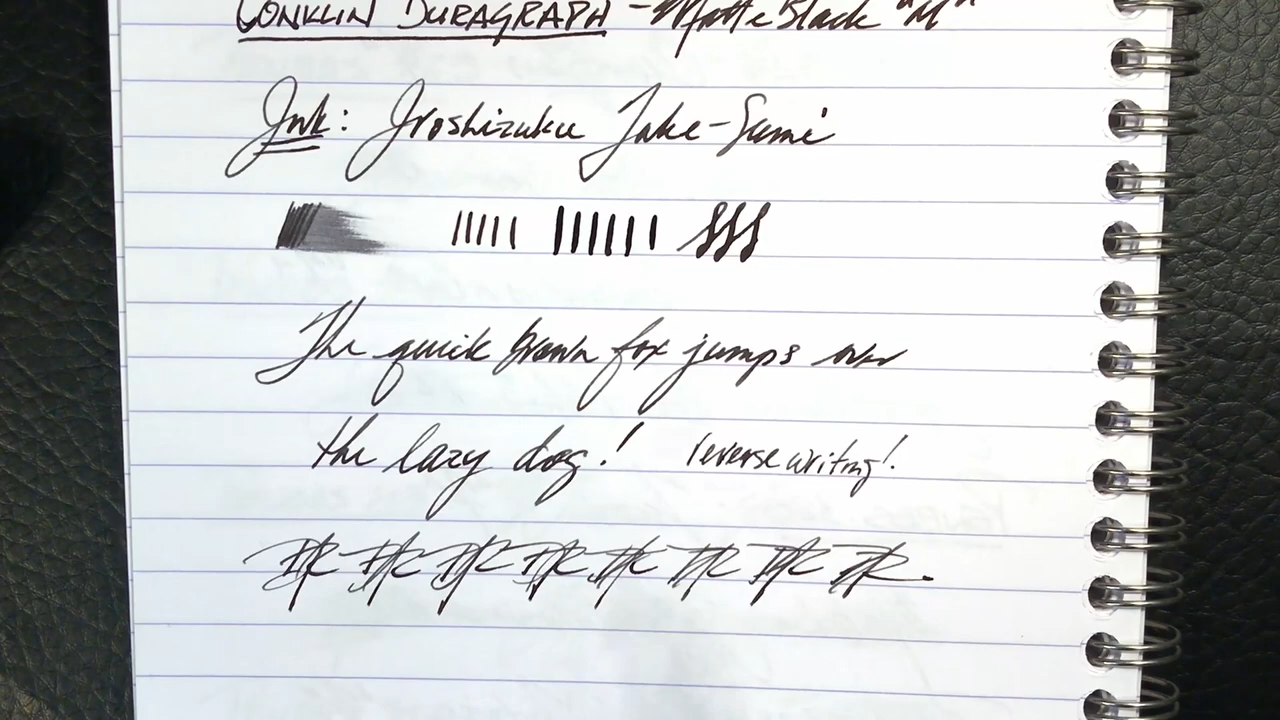 CONKLIN DURAGRAPH - Matte Black "M"
Ink: Iroshizuku Take-Sumi
The quick brown fox jumps over
the lazy dog! reverse writing!